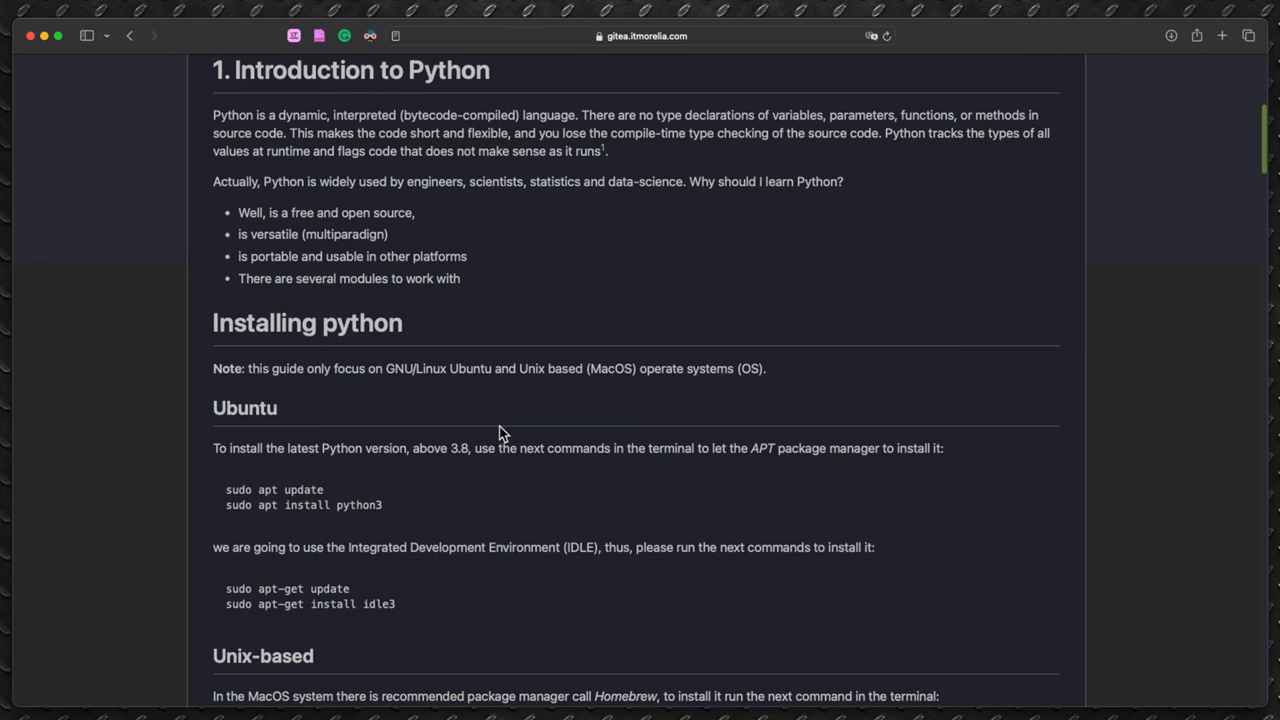 gitea.itmorelia.com
1. Introduction to Python
Python is a dynamic, interpreted (bytecode-compiled) language. There are no type declarations of variables, parameters, functions, or methods in
source code. This makes the code short and flexible, and you lose the compile-time type checking of the source code. Python tracks the types of all
values at runtime and flags code that does not make sense as it runs1.
Actually, Python is widely used by engineers, scientists, statistics and data-science. Why should I learn Python?
• Well, is a free and open source,
• is versatile (multiparadign)
• is portable and usable in other platforms
• There are several modules to work with
Installing python
Note: this guide only focus on GNU/Linux Ubuntu and Unix based (MacOS) operate systems (OS).
Ubuntu
To install the latest Python version, above 3.8, use the next commands in the terminal to let the APT package manager to install it:
sudo apt update
sudo apt install python3
we are going to use the Integrated Development Environment (IDLE), thus, please run the next commands to install it:
sudo apt-get update
sudo apt-get install idle3
Unix-based
In the MacOS system there is recommended package manager call Homebrew, to install it run the next command in the terminal: